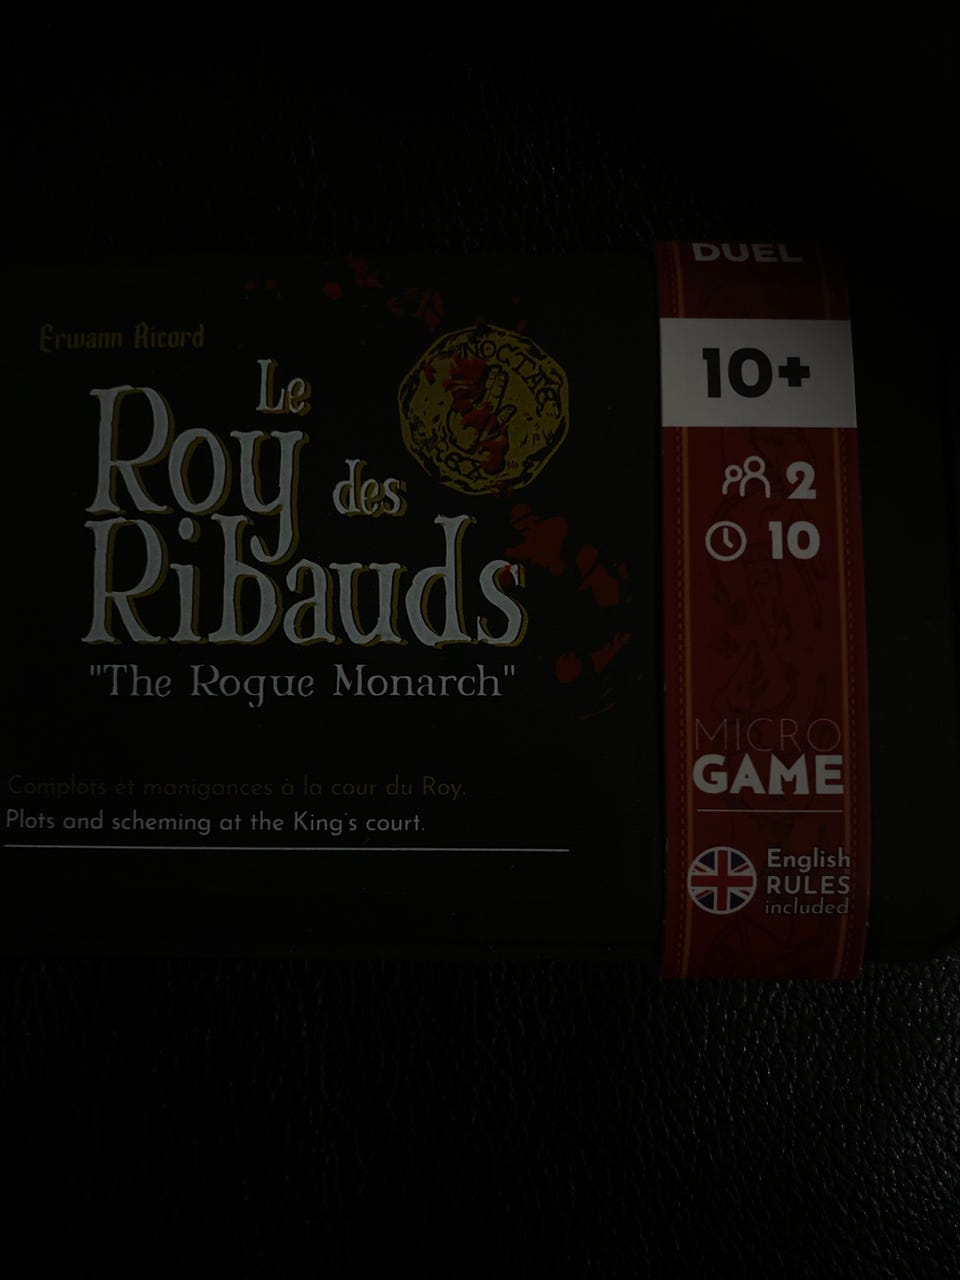 Erwann Ricord
Le
Roy
des
Ribauds
"The Rogue Monarch"
Complots et manigances à la cour du Roy.
Plots and scheming at the King's court.
DUEL
10+
2
10
MICRO
GAME
English
RULES
included